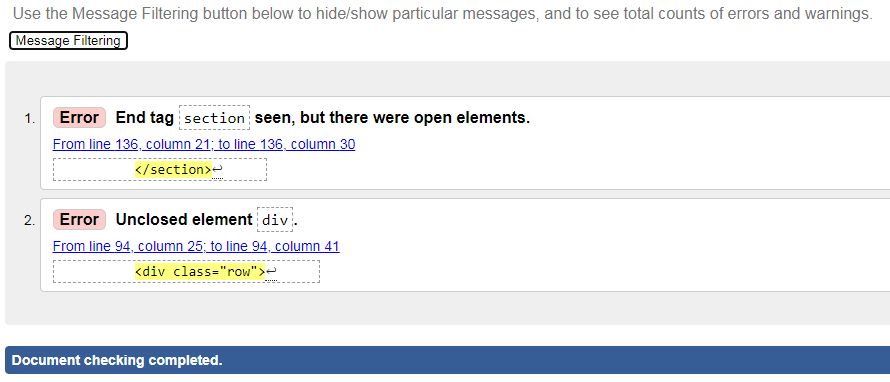 Use the Message Filtering button below to hide/show particular messages, and to see total counts of errors and warnings.
Message Filtering
1. Error End tag section seen, but there were open elements.
From line 136, column 21; to line 136, column 30
</section>↩
2. Error Unclosed element div.
From line 94, column 25; to line 94, column 41
<div class="row">↩
Document checking completed.